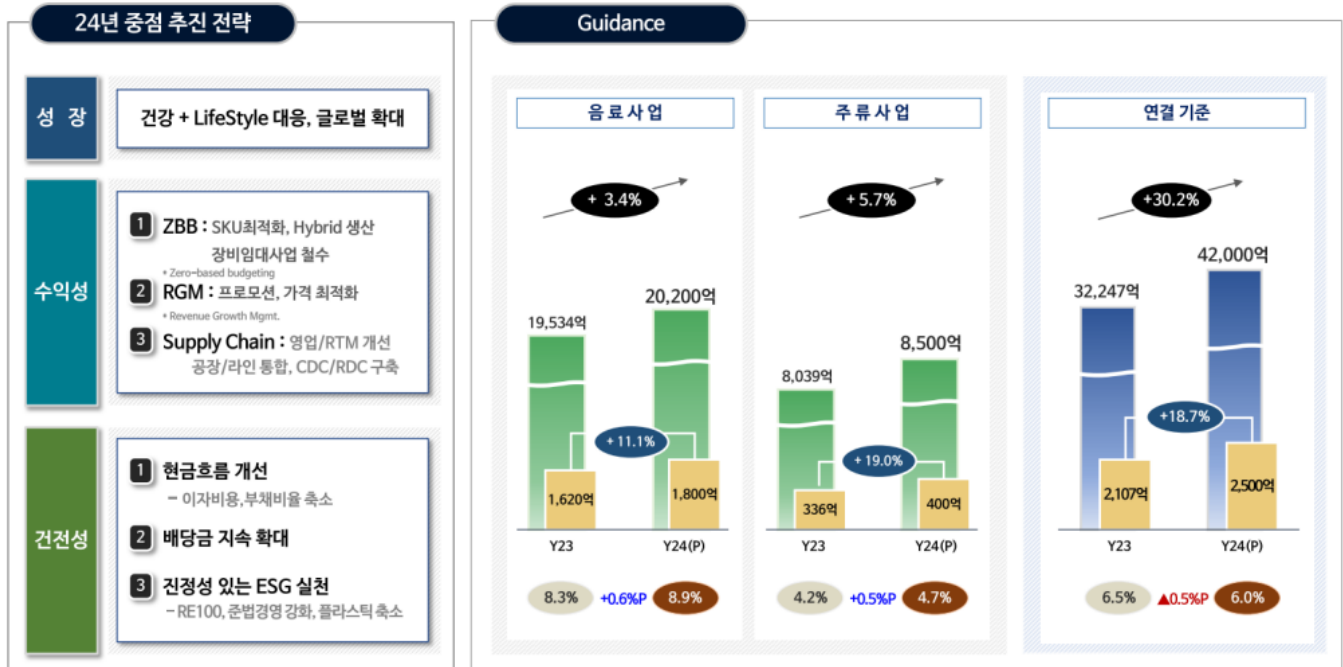 24년 중점 추진 전략
성 장
건강 + LifeStyle 대응, 글로벌 확대
수익성
1 ZBB : SKU최적화, Hybrid 생산
장비임대사업 철수
* Zero-based budgeting
2 RGM : 프로모션, 가격 최적화
* Revenue Growth Mgmt.
3 Supply Chain : 영업/RTM 개선
공장/라인 통합, CDC/RDC 구축
건전성
1 현금흐름 개선
- 이자비용,부채비율 축소
2 배당금 지속 확대
3 진정성 있는 ESG 실천
- RE100, 준법경영 강화, 플라스틱 축소
Guidance
음료사업
+ 3.4%
19,534억
20,200억
+ 11.1%
1,620억
1,800억
Y23
Y24(P)
8.3%
+0.6%P
8.9%
주류사업
+ 5.7%
8,039억
8,500억
+ 19.0%
336억
400억
Y23
Y24(P)
4.2%
+0.5%P
4.7%
연결 기준
+30.2%
32,247억
42,000억
+18.7%
2,107억
2,500억
Y23
Y24(P)
6.5%
▲0.5%P
6.0%